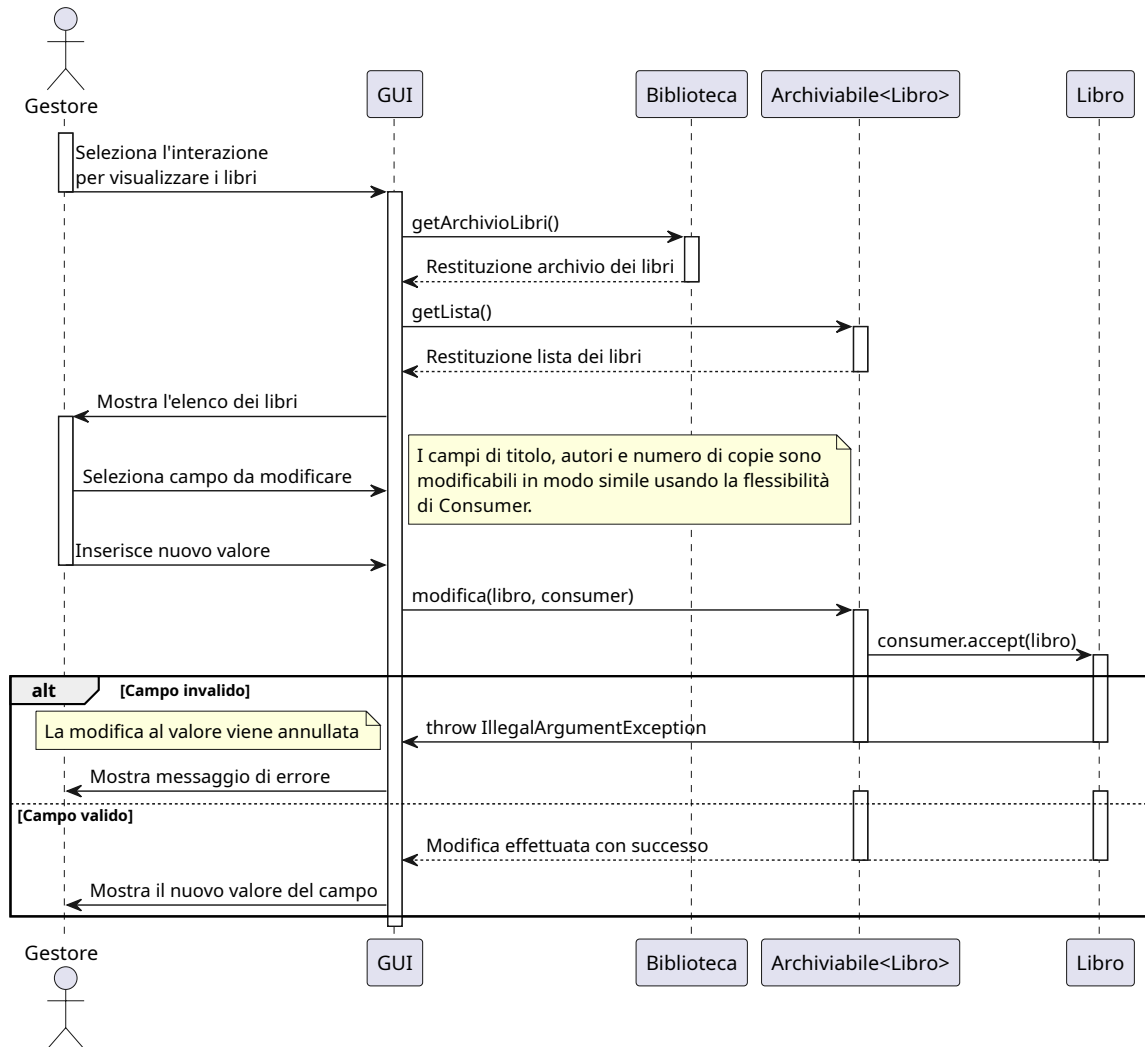 Gestore
GUI
Biblioteca
Archiviabile<Libro>
Libro
Seleziona l'interazione
per visualizzare i libri
getArchivioLibri()
Restituzione archivio dei libri
getLista()
Restituzione lista dei libri
Mostra l'elenco dei libri
I campi di titolo, autori e numero di copie sono
modificabili in modo simile usando la flessibilità
di Consumer.
Seleziona campo da modificare
Inserisce nuovo valore
modifica(libro, consumer)
consumer.accept(libro)
alt [Campo invalido]
La modifica al valore viene annullata
throw IllegalArgumentException
Mostra messaggio di errore
[Campo valido]
Modifica effettuata con successo
Mostra il nuovo valore del campo
Gestore
GUI
Biblioteca
Archiviabile<Libro>
Libro